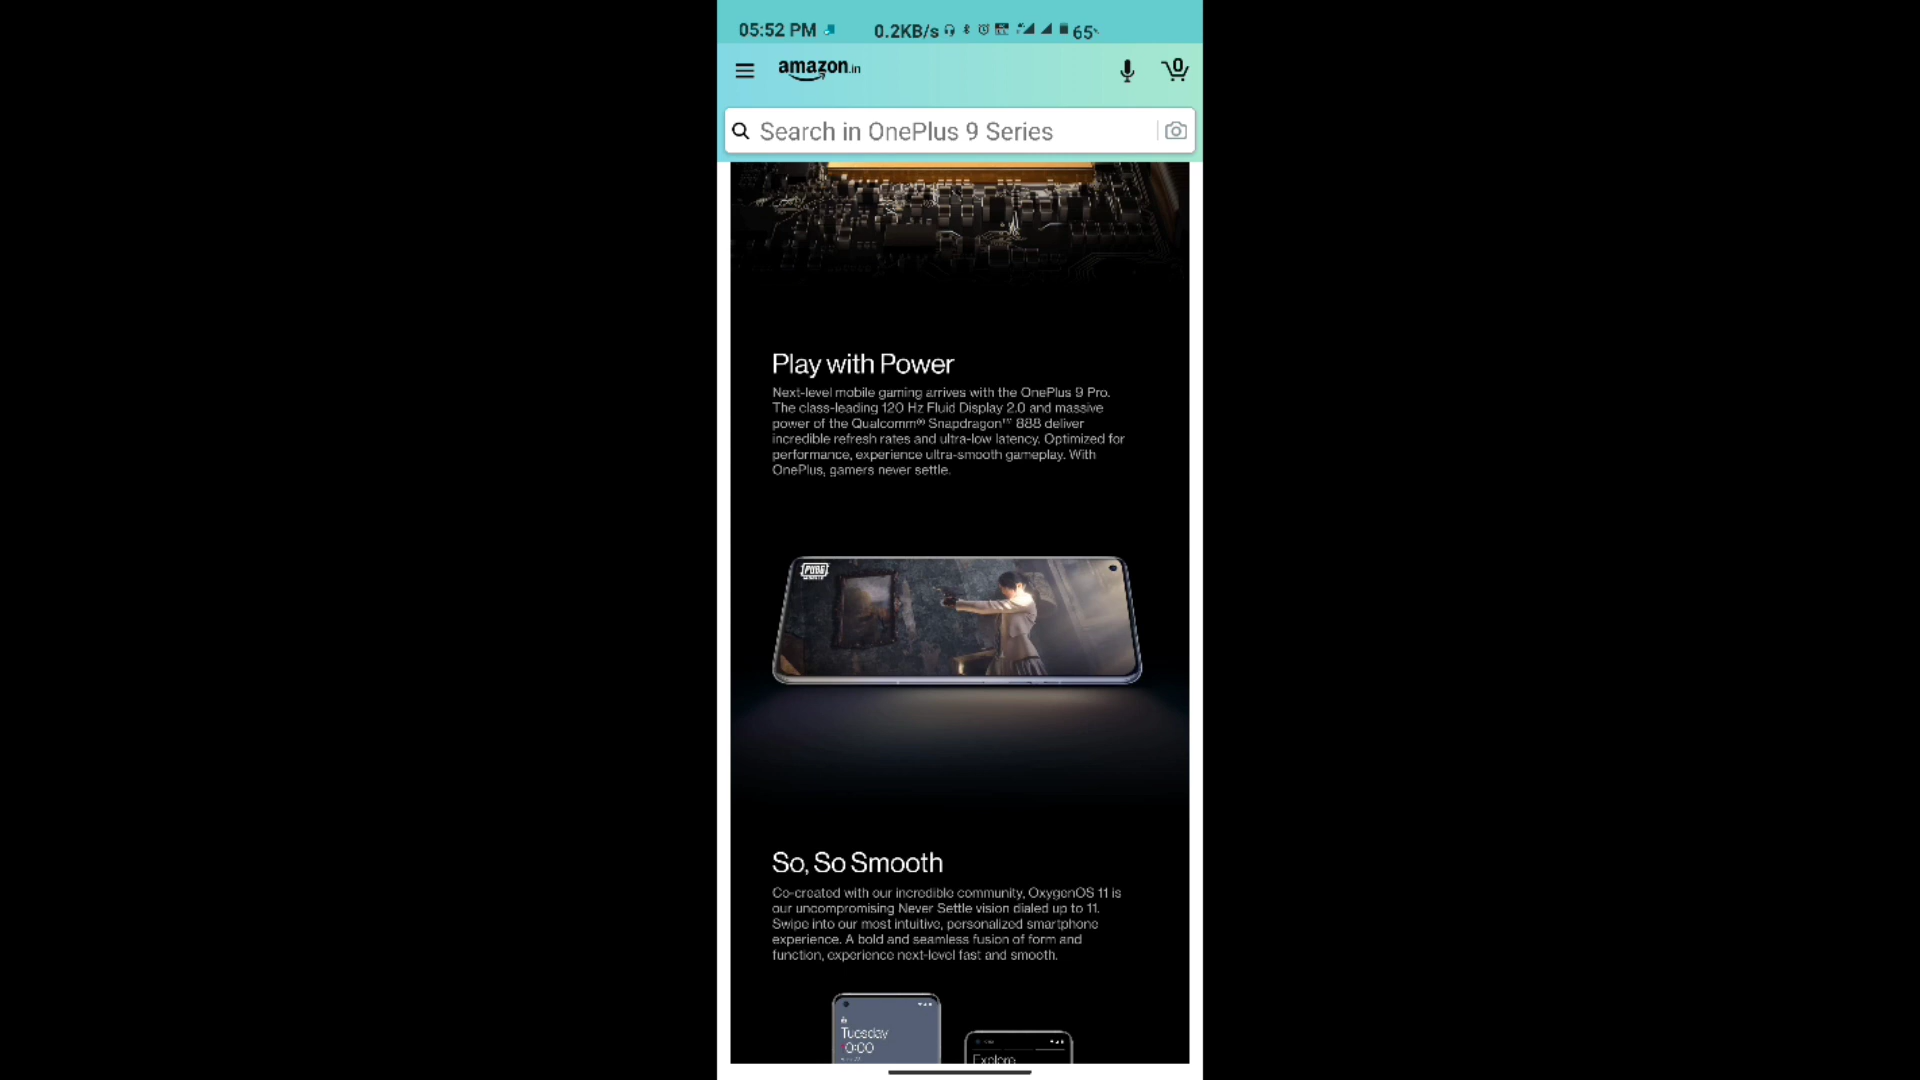 05:52 PM 0.2KB/s 65
amazon.in
0
Search in OnePlus 9 Series
Play with Power
Next-level mobile gaming arrives with the OnePlus 9 Pro.
The class-leading 120 Hz Fluid Display 2.0 and massive
power of the Qualcomm® Snapdragon™ 888 deliver
incredible refresh rates and ultra-low latency. Optimized for
performance, experience ultra-smooth gameplay. With
OnePlus, gamers never settle.
PUBG
MOBILE
So, So Smooth
Co-created with our incredible community, OxygenOS 11 is
our uncompromising Never Settle vision dialed up to 11.
Swipe into our most intuitive, personalized smartphone
experience. A bold and seamless fusion of form and
function, experience next-level fast and smooth.
Tuesday
10:00
Explore